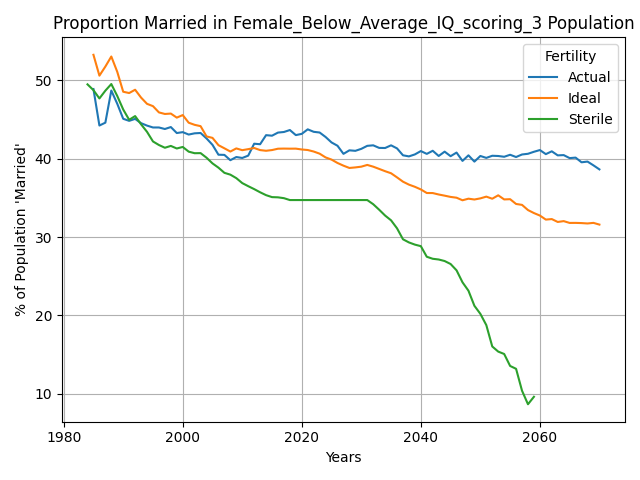 Proportion Married in Female_Below_Average_IQ_scoring_3 Population
Fertility
Actual
Ideal
Sterile
% of Population 'Married'
50
40
30
20
10
1980
2000
2020
2040
2060
Years